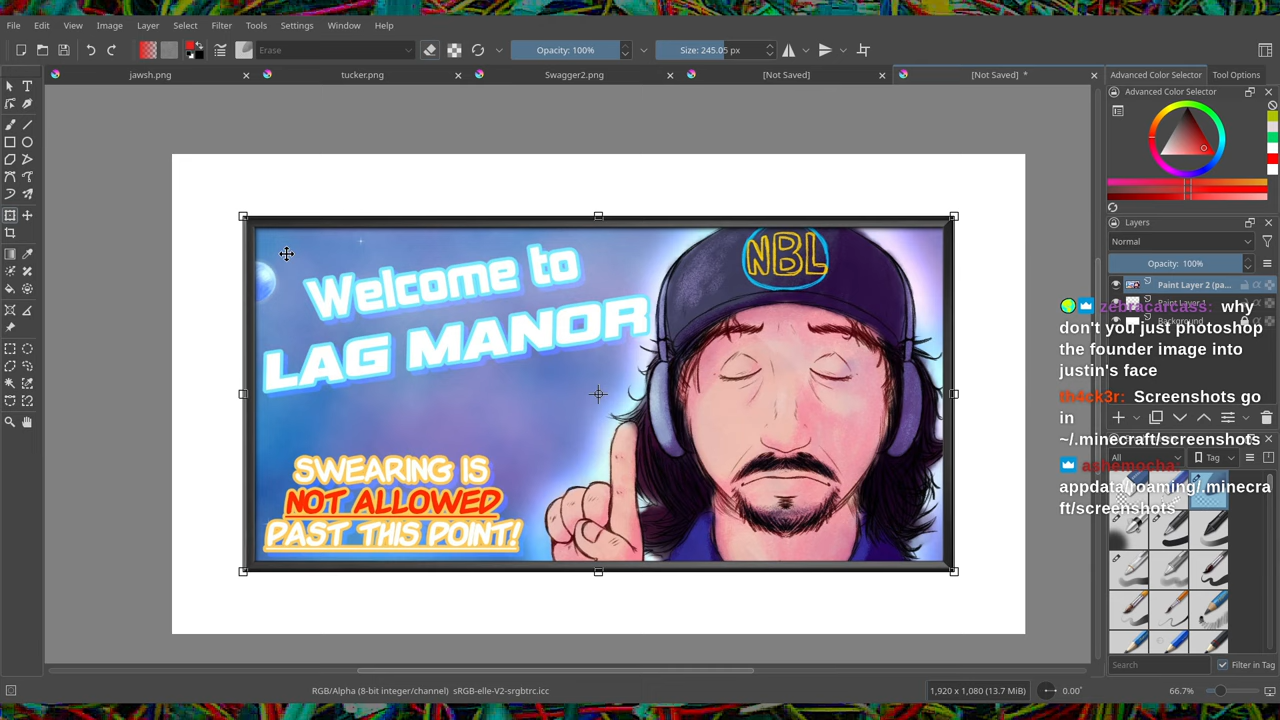 File Edit View Image Layer Select Filter Tools Settings Window Help
Erase
Opacity: 100%
Size: 245.05 px
jawsh.png
tucker.png
Swagger2.png
[Not Saved]
[Not Saved] *
Advanced Color Selector
Tool Options
Advanced Color Selector
Layers
Normal
Opacity: 100%
Paint Layer 2 (pa...
zebracarcass: why
don't you just photoshop
the founder image into
justin's face
th4ck3r: Screenshots go
in
~/.minecraft/screenshots
ashemocha:
appdata/roaming/.minecra
ft/screenshots
All
Tag
Search
Filter in Tag
NBL
Welcome to
LAG MANOR
SWEARING IS
NOT ALLOWED
PAST THIS POINT!
RGB/Alpha (8-bit integer/channel) sRGB-elle-V2-srgbtrc.icc
1,920 x 1,080 (13.7 MiB)
0.00°
66.7%